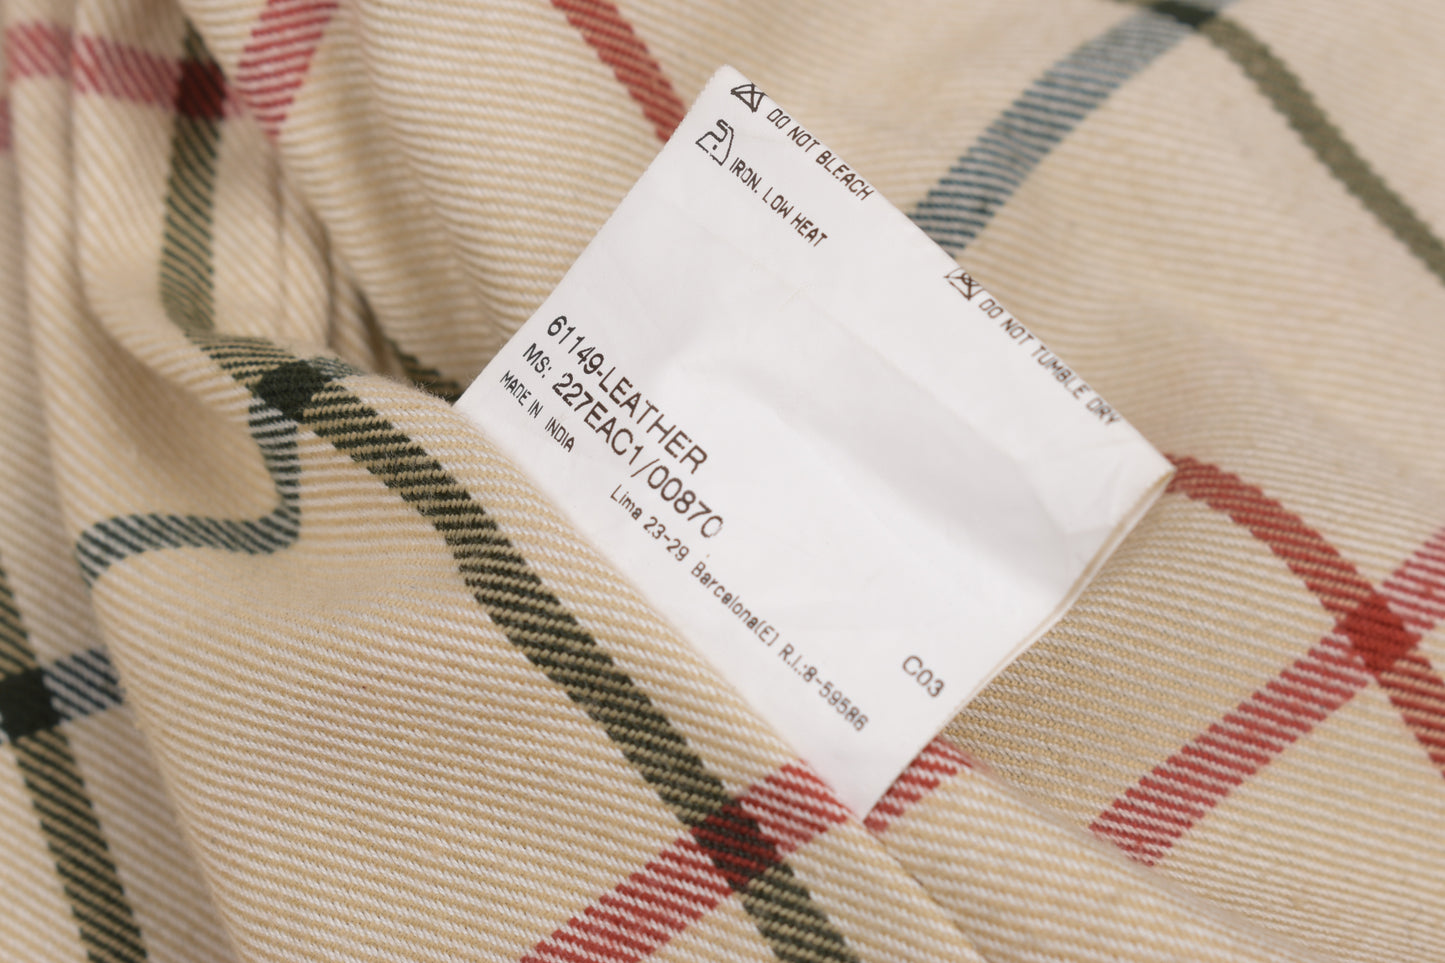 DO NOT BLEACH
IRON. LOW HEAT
DO NOT TUMBLE DRY
61149-LEATHER
MS: 227EAC1/00870
MADE IN INDIA
Lima 23-29 Barcelona(E) R.I.:8-59586
C03